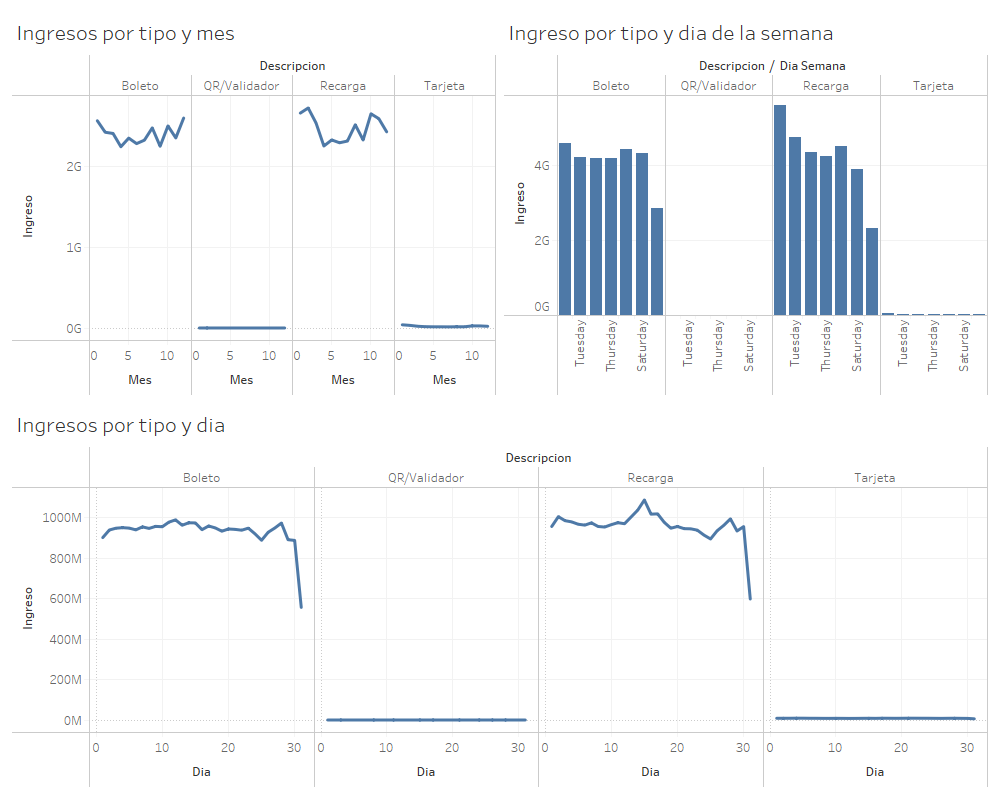 Ingresos por tipo y mes
Descripcion
Boleto QR/Validador Recarga Tarjeta
2G
1G
0G
Ingreso
0 5 10 0 5 10 0 5 10 0 5 10
Mes Mes Mes Mes
Ingreso por tipo y dia de la semana
Descripcion / Dia Semana
Boleto QR/Validador Recarga Tarjeta
4G
2G
0G
Ingreso
Tuesday Thursday Saturday Tuesday Thursday Saturday Tuesday Thursday Saturday Tuesday Thursday Saturday
Ingresos por tipo y dia
Descripcion
Boleto QR/Validador Recarga Tarjeta
1000M
800M
600M
400M
200M
0M
Ingreso
0 10 20 30 0 10 20 30 0 10 20 30 0 10 20 30
Dia Dia Dia Dia